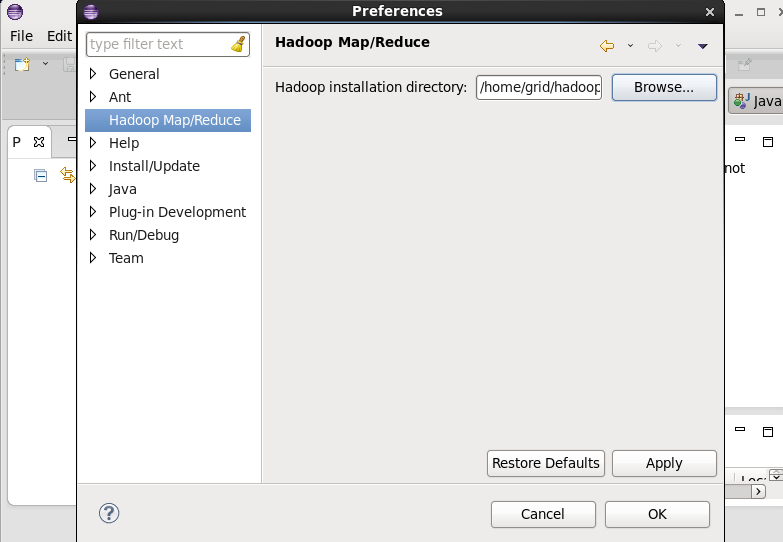 Preferences
File Edit
type filter text
Hadoop Map/Reduce
General
Ant
Hadoop Map/Reduce
Help
Install/Update
Java
Plug-in Development
Run/Debug
Team
Hadoop installation directory: /home/grid/hadoop Browse...
Java
P
not
Restore Defaults Apply
Cancel OK